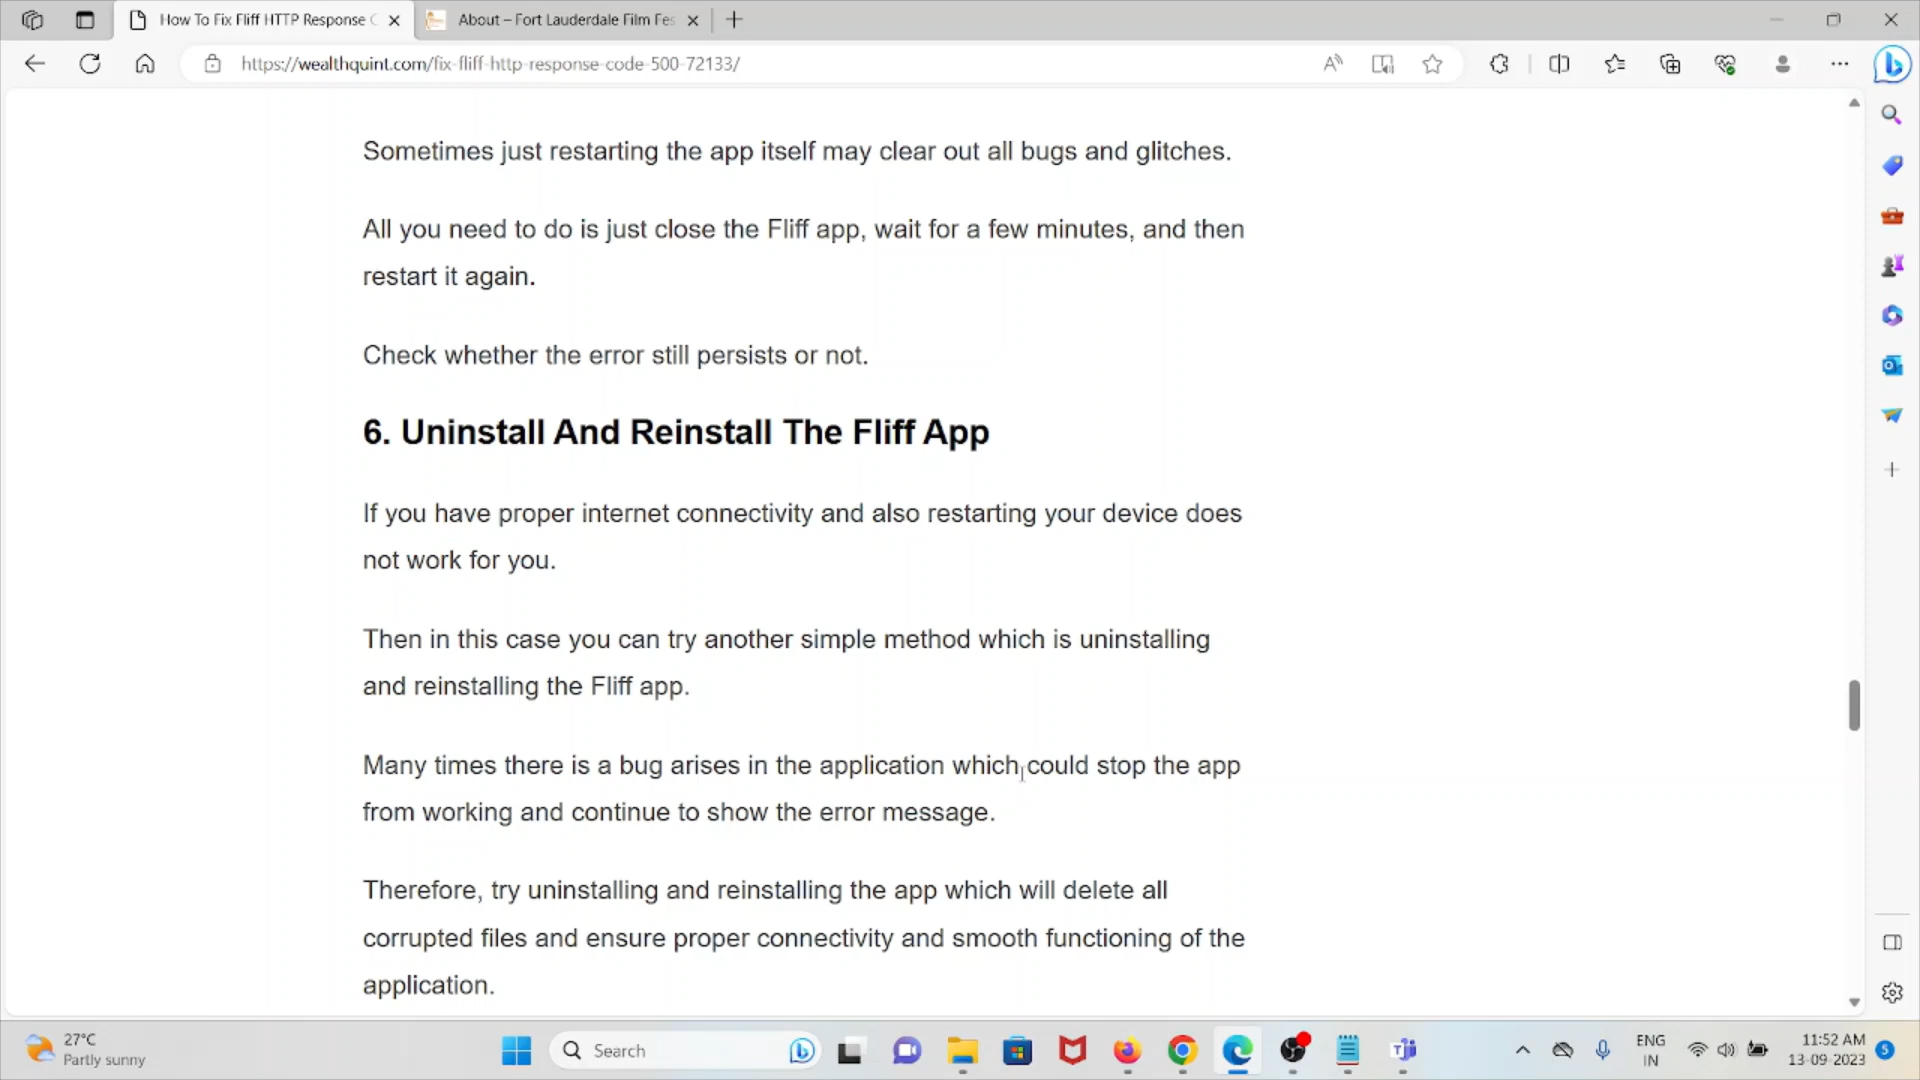 How To Fix Fliff HTTP Response C
About – Fort Lauderdale Film Fes
https://wealthquint.com/fix-fliff-http-response-code-500-72133/
Sometimes just restarting the app itself may clear out all bugs and glitches.
All you need to do is just close the Fliff app, wait for a few minutes, and then
restart it again.
Check whether the error still persists or not.
6. Uninstall And Reinstall The Fliff App
If you have proper internet connectivity and also restarting your device does
not work for you.
Then in this case you can try another simple method which is uninstalling
and reinstalling the Fliff app.
Many times there is a bug arises in the application which could stop the app
from working and continue to show the error message.
Therefore, try uninstalling and reinstalling the app which will delete all
corrupted files and ensure proper connectivity and smooth functioning of the
application.
27°C
Partly sunny
Search
ENG
IN
11:52 AM
13-09-2023
5